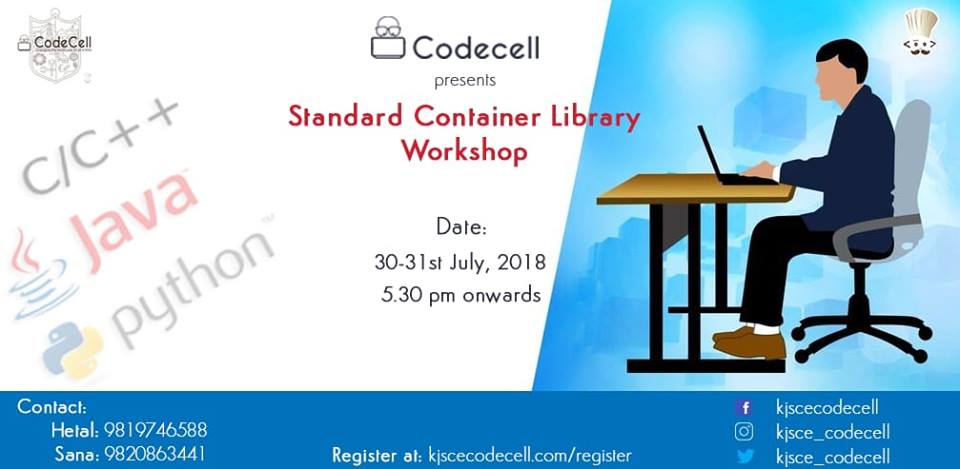 CodeCell
Codecell
presents
Standard Container Library
Workshop
C/C++
Java
python™
Date:
30-31st July, 2018
5.30 pm onwards
Contact:
Hetal: 9819746588
Sana: 9820863441
Register at: kjscecodecell.com/register
kjscecodecell
kjsce_codecell
kjsce_codecell